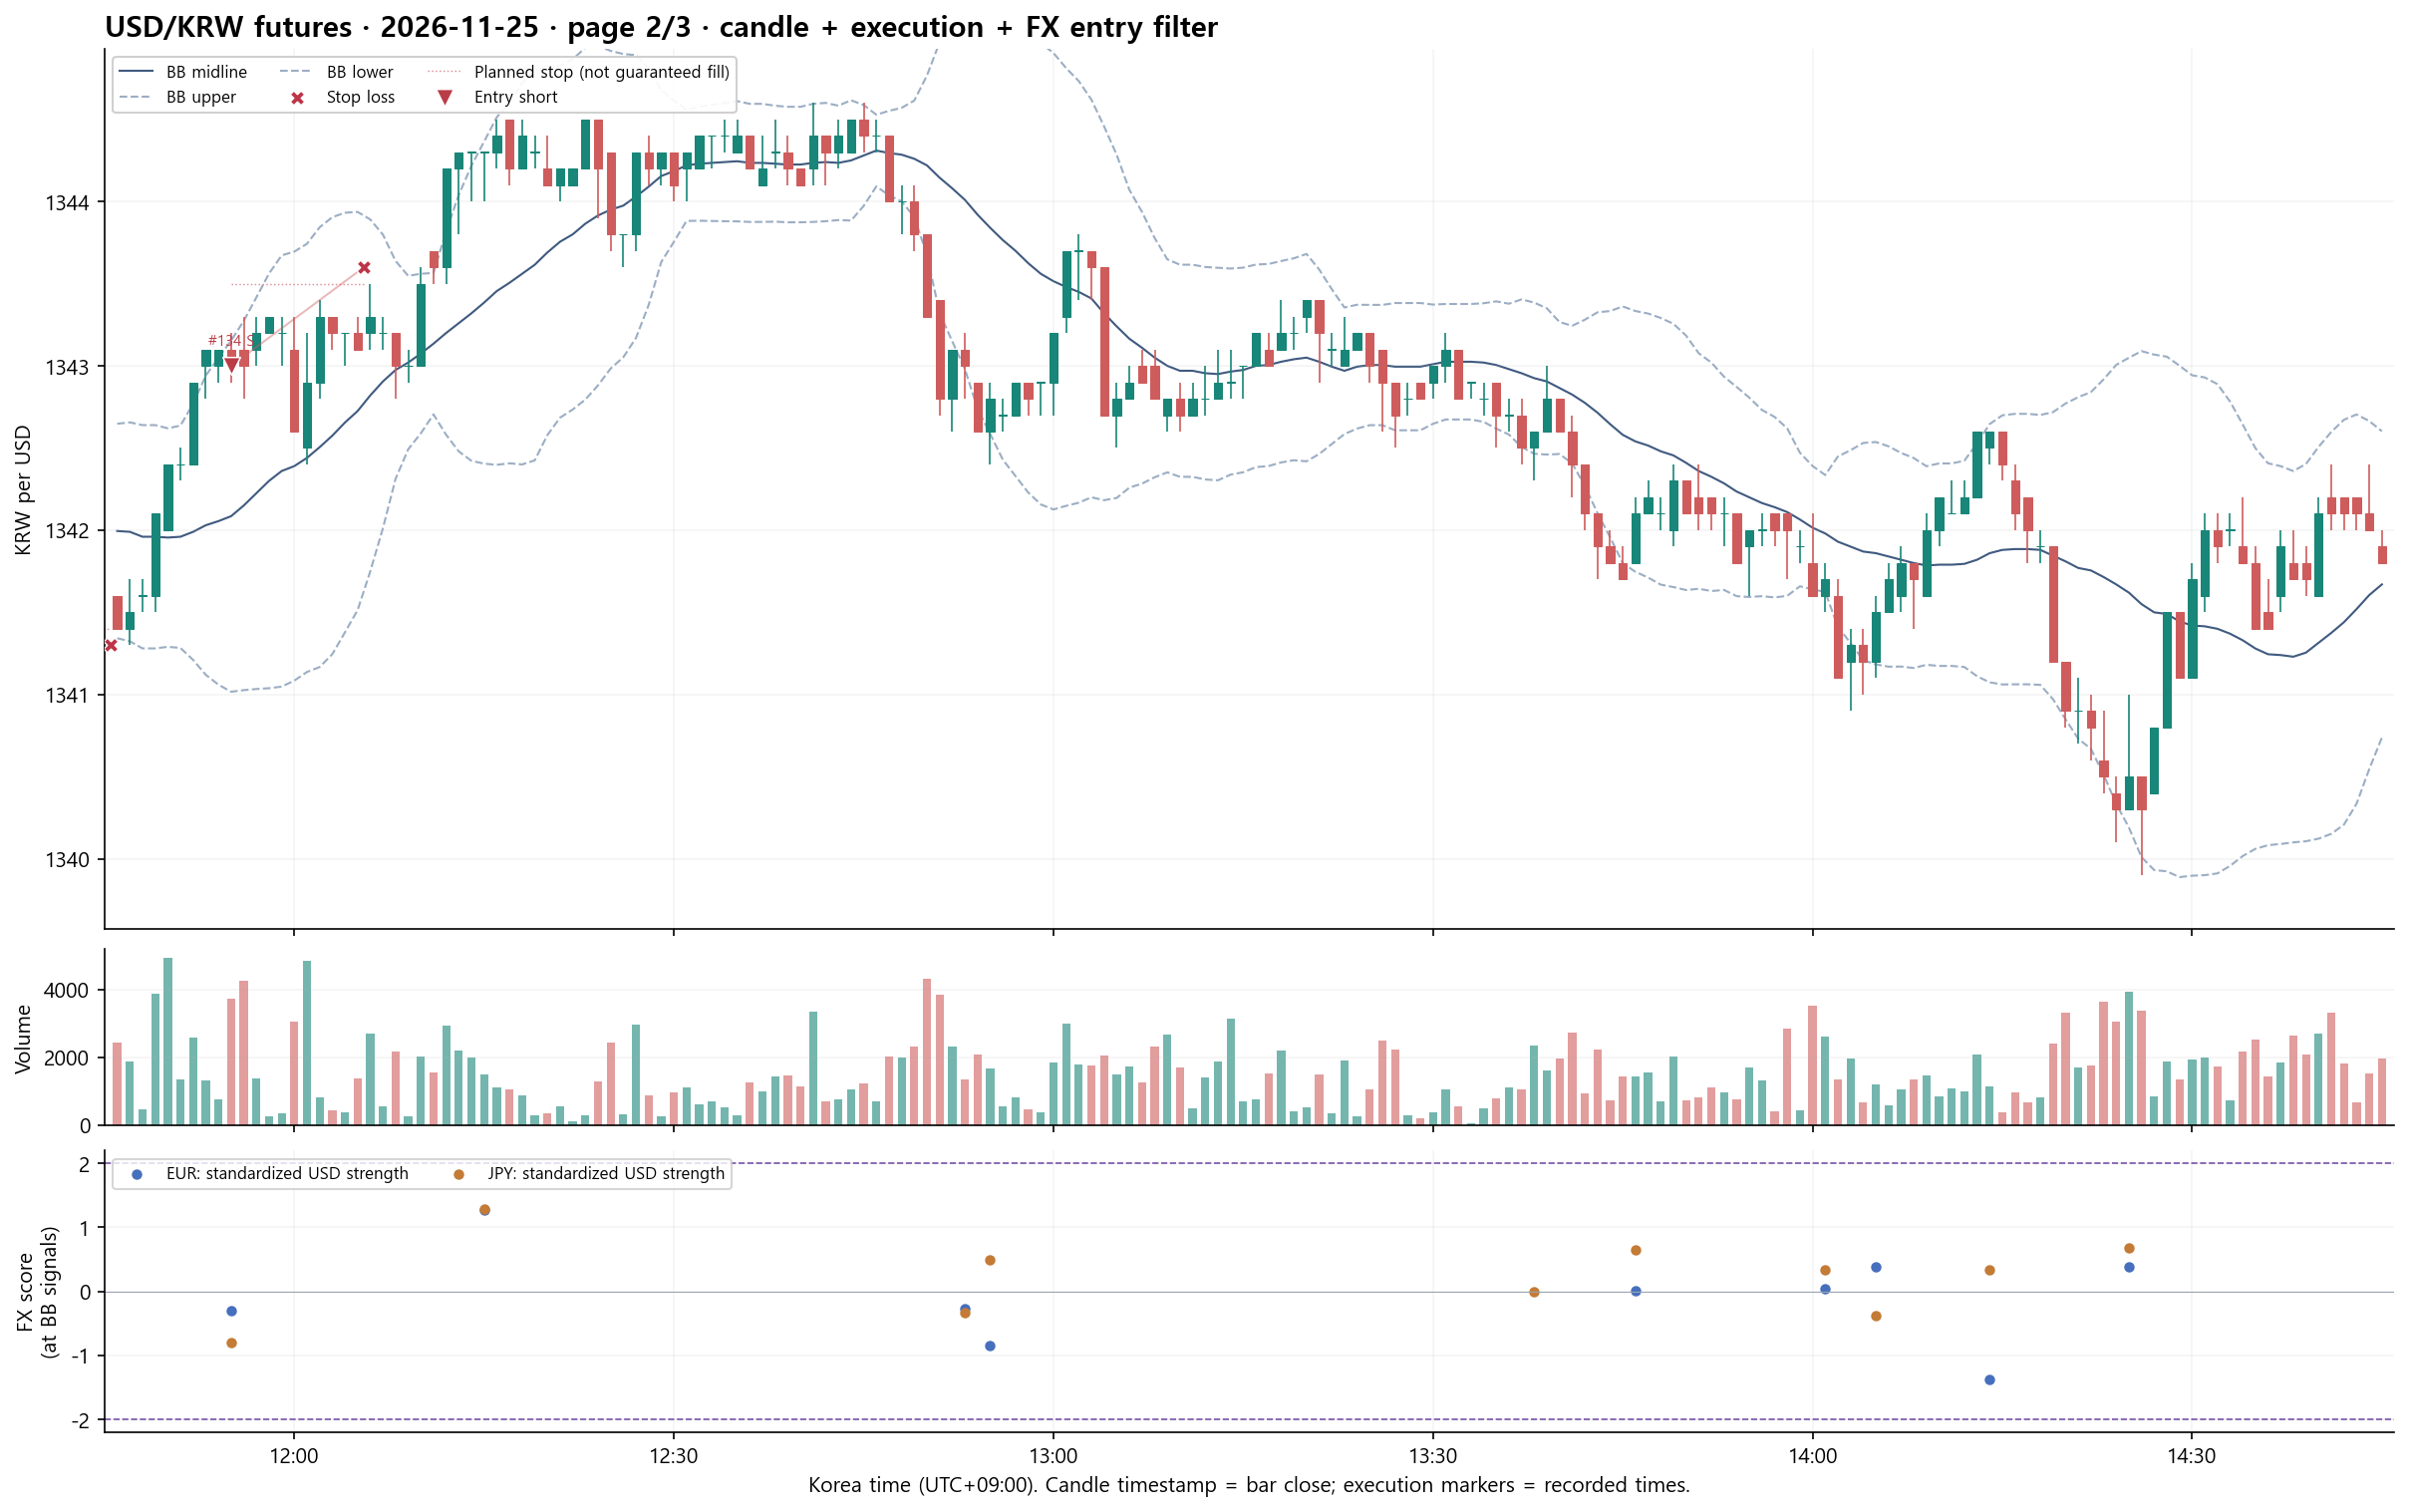 USD/KRW futures · 2026-11-25 · page 2/3 · candle + execution + FX entry filter
BB midline
BB upper
BB lower
Stop loss
Planned stop (not guaranteed fill)
Entry short
KRW per USD
1344
1343
1342
1341
1340
#134 S
Volume
4000
2000
0
EUR: standardized USD strength
JPY: standardized USD strength
FX score
(at BB signals)
2
1
0
-1
-2
12:00
12:30
13:00
13:30
14:00
14:30
Korea time (UTC+09:00). Candle timestamp = bar close; execution markers = recorded times.